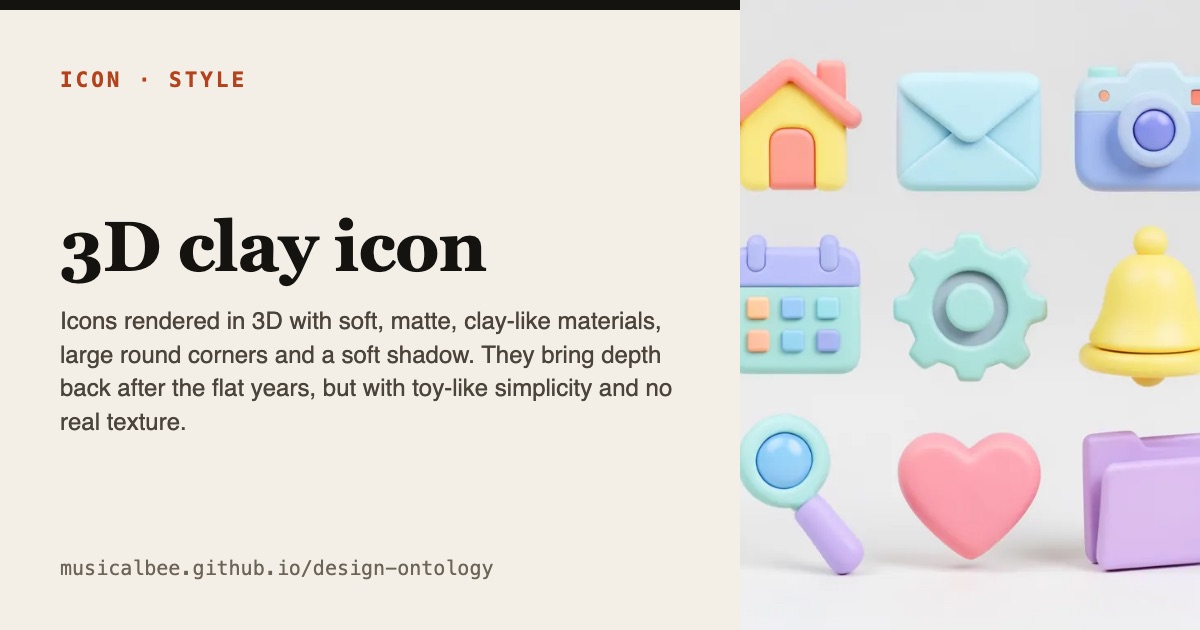 ICON · STYLE
3D clay icon
Icons rendered in 3D with soft, matte, clay-like materials,
large round corners and a soft shadow. They bring depth
back after the flat years, but with toy-like simplicity and no
real texture.
musicalbee.github.io/design-ontology